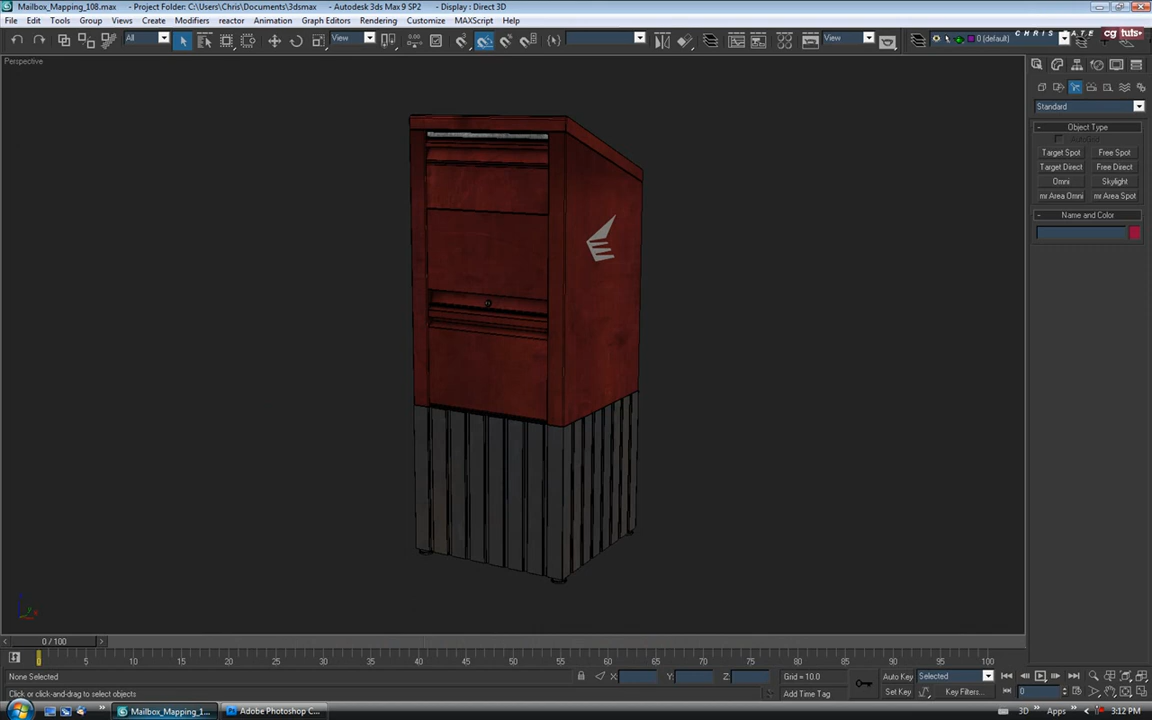 Mailbox_Mapping_108.max - Project Folder: C:\Users\Chris\Documents\3dsmax - Autodesk 3ds Max 9 SP2 - Display : Direct 3D
File Edit Tools Group Views Create Modifiers reactor Animation Graph Editors Rendering Customize MAXScript Help
cg tuts+
All View View 0 (default)
Perspective
Standard
Object Type
AutoGrid
Target Spot Free Spot
Target Direct Free Direct
Omni Skylight
mr Area Omni mr Area Spot
Name and Color
0 / 100
0 5 10 15 20 25 30 35 40 45 50 55 60 65 70 75 80 85 90 95 100
None Selected X: Y: Z: Grid = 10.0 Auto Key Selected
Click or click-and-drag to select objects Add Time Tag Set Key Key Filters... 0
Mailbox_Mapping_1... Adobe Photoshop C... 3D Apps 3:12 PM